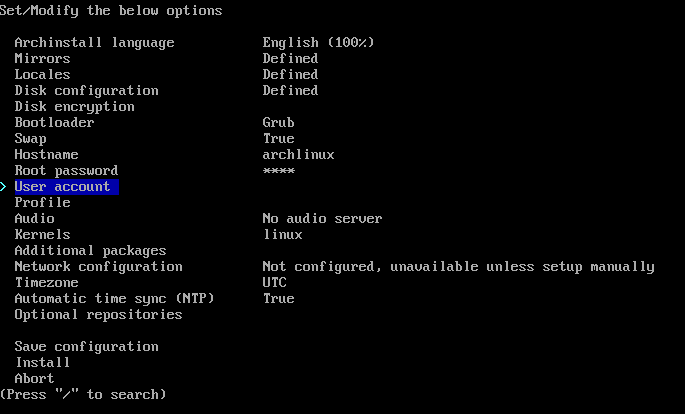 Set/Modify the below options
Archinstall language English (100%)
Mirrors Defined
Locales Defined
Disk configuration Defined
Disk encryption
Bootloader Grub
Swap True
Hostname archlinux
Root password ****
> User account
Profile
Audio No audio server
Kernels linux
Additional packages
Network configuration Not configured, unavailable unless setup manually
Timezone UTC
Automatic time sync (NTP) True
Optional repositories
Save configuration
Install
Abort
(Press "/" to search)